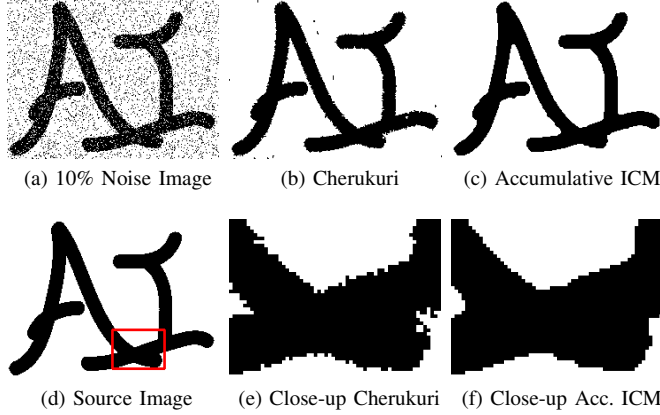 AI
AI
AI
(a) 10% Noise Image
(b) Cherukuri
(c) Accumulative ICM
AI
(d) Source Image
(e) Close-up Cherukuri
(f) Close-up Acc. ICM